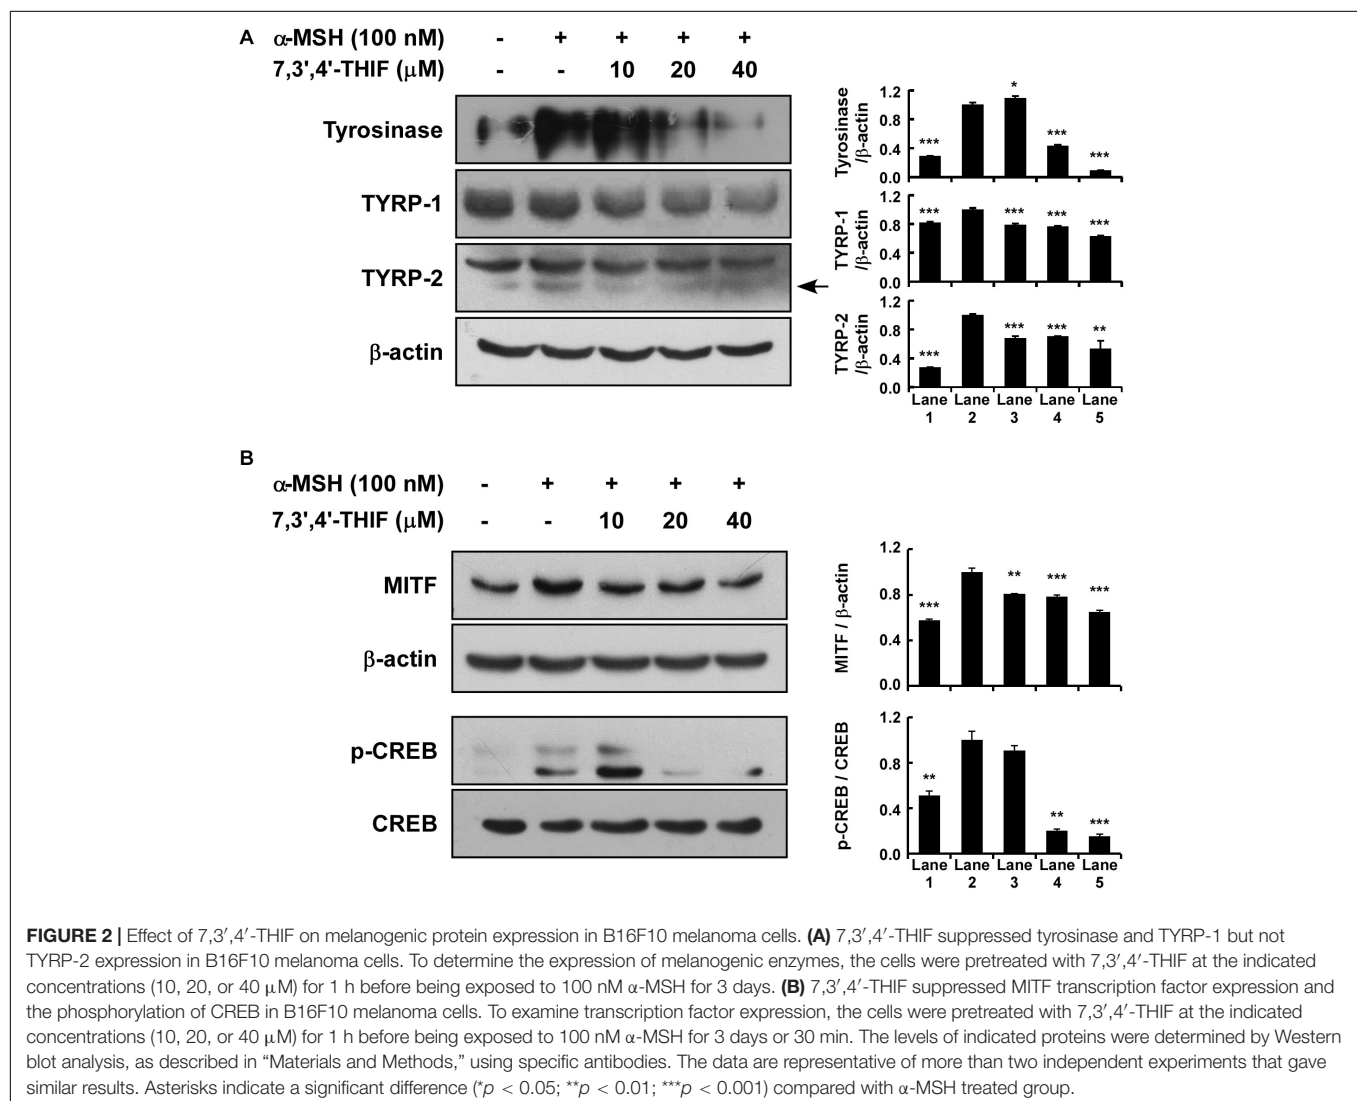 A α-MSH (100 nM) - + + + +
7,3',4'-THIF (μM) - - 10 20 40
Tyrosinase
TYRP-1
TYRP-2
β-actin
Tyrosinase
/β-actin
1.2
0.8
0.4
0.0
***
*
***
***
TYRP-1
/β-actin
1.2
0.8
0.4
0.0
***
***
***
***
TYRP-2
/β-actin
1.2
0.8
0.4
0.0
***
***
***
**
Lane Lane Lane Lane Lane
1 2 3 4 5
B
α-MSH (100 nM) - + + + +
7,3',4'-THIF (μM) - - 10 20 40
MITF
β-actin
p-CREB
CREB
MITF / β-actin
1.2
0.8
0.4
0.0
***
**
***
***
p-CREB / CREB
1.2
0.8
0.4
0.0
**
**
***
Lane Lane Lane Lane Lane
1 2 3 4 5
FIGURE 2 | Effect of 7,3′,4′-THIF on melanogenic protein expression in B16F10 melanoma cells. (A) 7,3′,4′-THIF suppressed tyrosinase and TYRP-1 but not
TYRP-2 expression in B16F10 melanoma cells. To determine the expression of melanogenic enzymes, the cells were pretreated with 7,3′,4′-THIF at the indicated
concentrations (10, 20, or 40 μM) for 1 h before being exposed to 100 nM α-MSH for 3 days. (B) 7,3′,4′-THIF suppressed MITF transcription factor expression and
the phosphorylation of CREB in B16F10 melanoma cells. To examine transcription factor expression, the cells were pretreated with 7,3′,4′-THIF at the indicated
concentrations (10, 20, or 40 μM) for 1 h before being exposed to 100 nM α-MSH for 3 days or 30 min. The levels of indicated proteins were determined by Western
blot analysis, as described in “Materials and Methods,” using specific antibodies. The data are representative of more than two independent experiments that gave
similar results. Asterisks indicate a significant difference (*p < 0.05; **p < 0.01; ***p < 0.001) compared with α-MSH treated group.